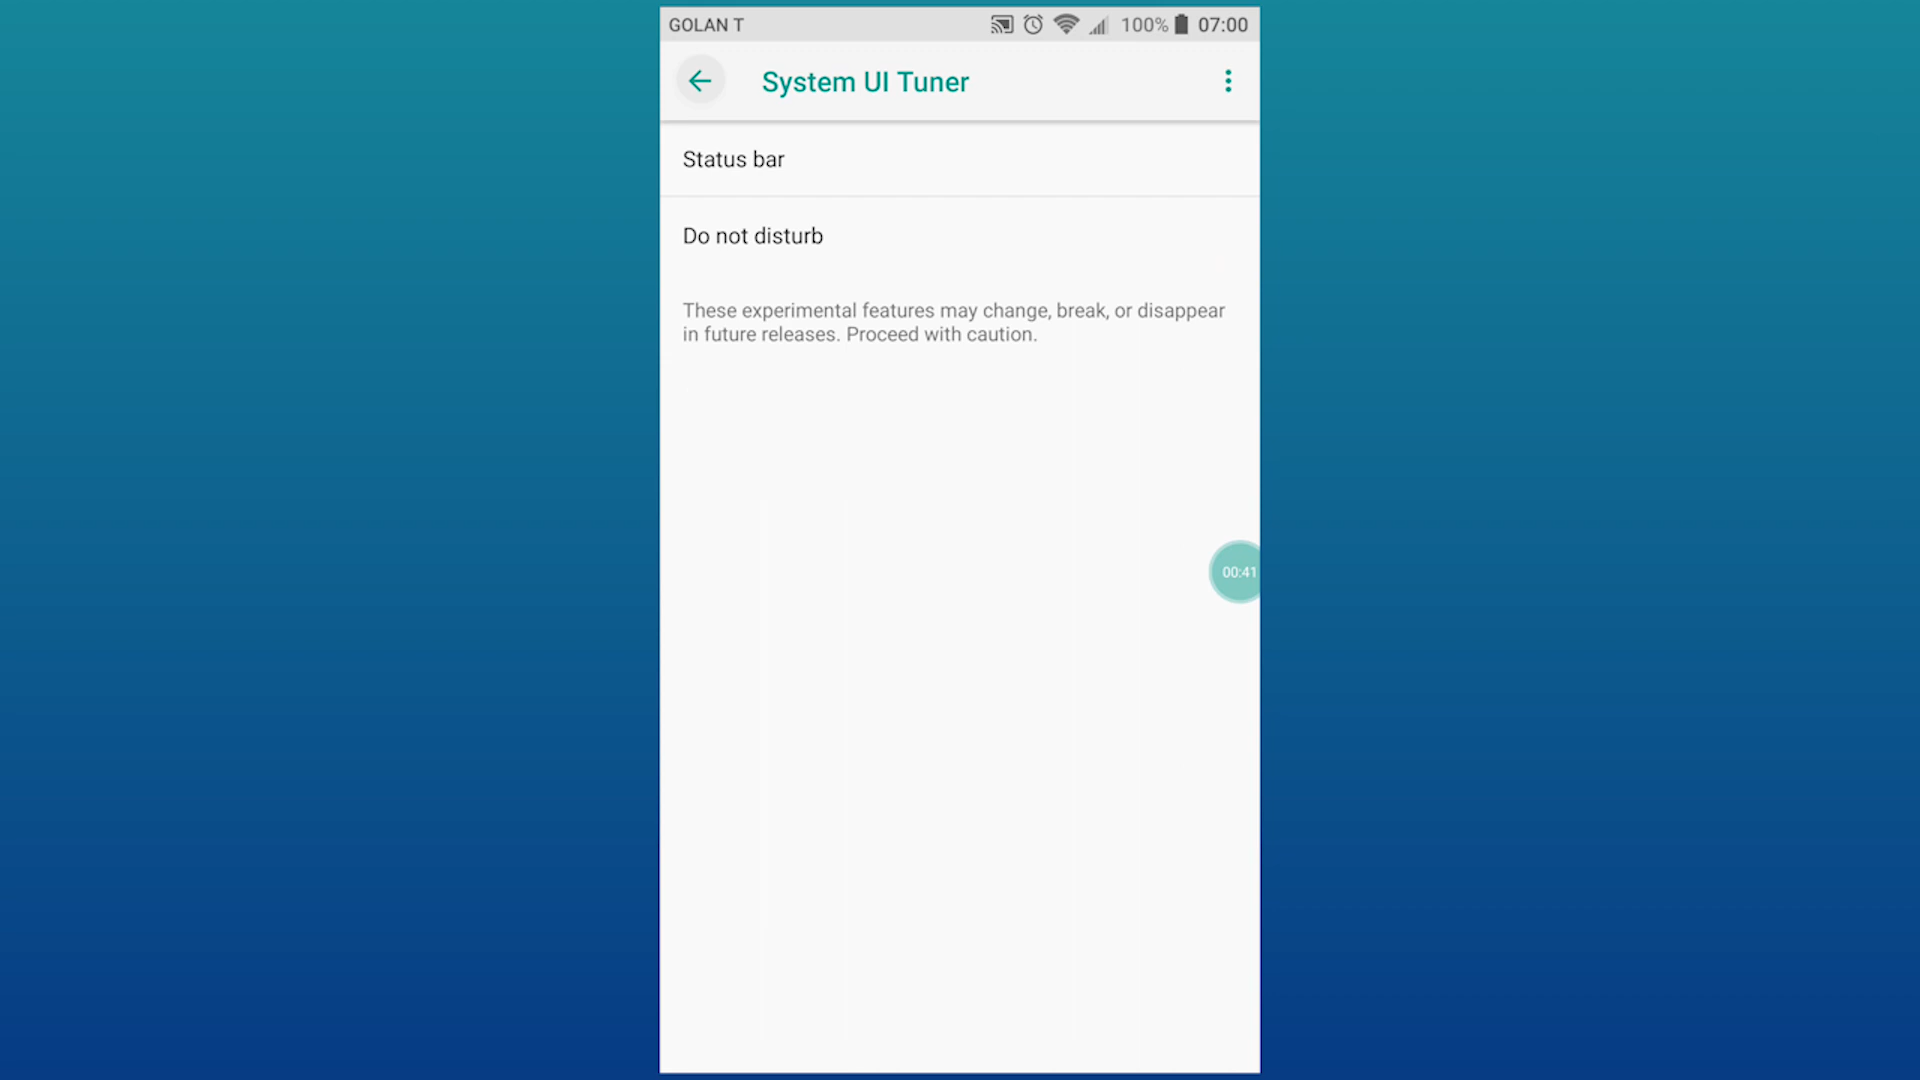 GOLAN T 100% 07:00
System UI Tuner
Status bar
Do not disturb
These experimental features may change, break, or disappear
in future releases. Proceed with caution.
00:41